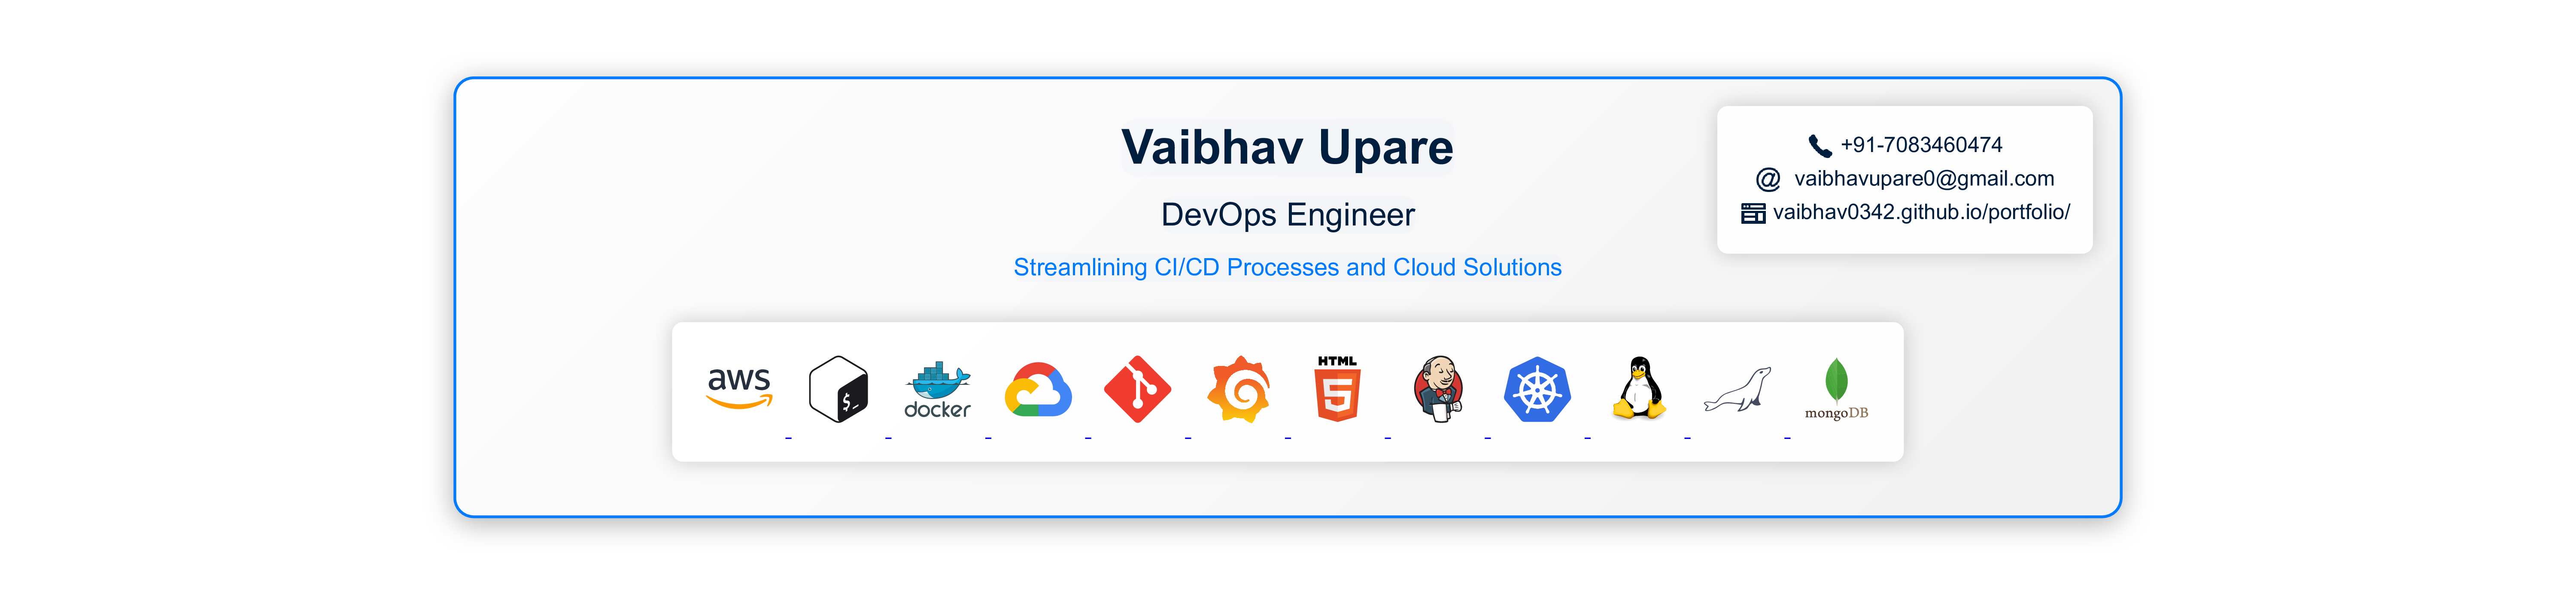 Vaibhav Upare
DevOps Engineer
Streamlining CI/CD Processes and Cloud Solutions
+91-7083460474
@ vaibhavupare0@gmail.com
vaibhav0342.github.io/portfolio/
aws
$_
docker
HTML
5
mongoDB